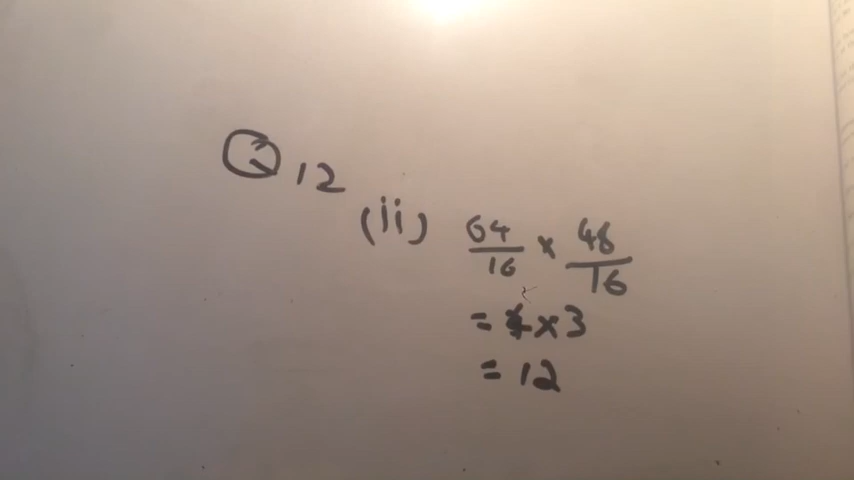 Q 12
(ii) 64/16 × 48/16
= 4 × 3
= 12